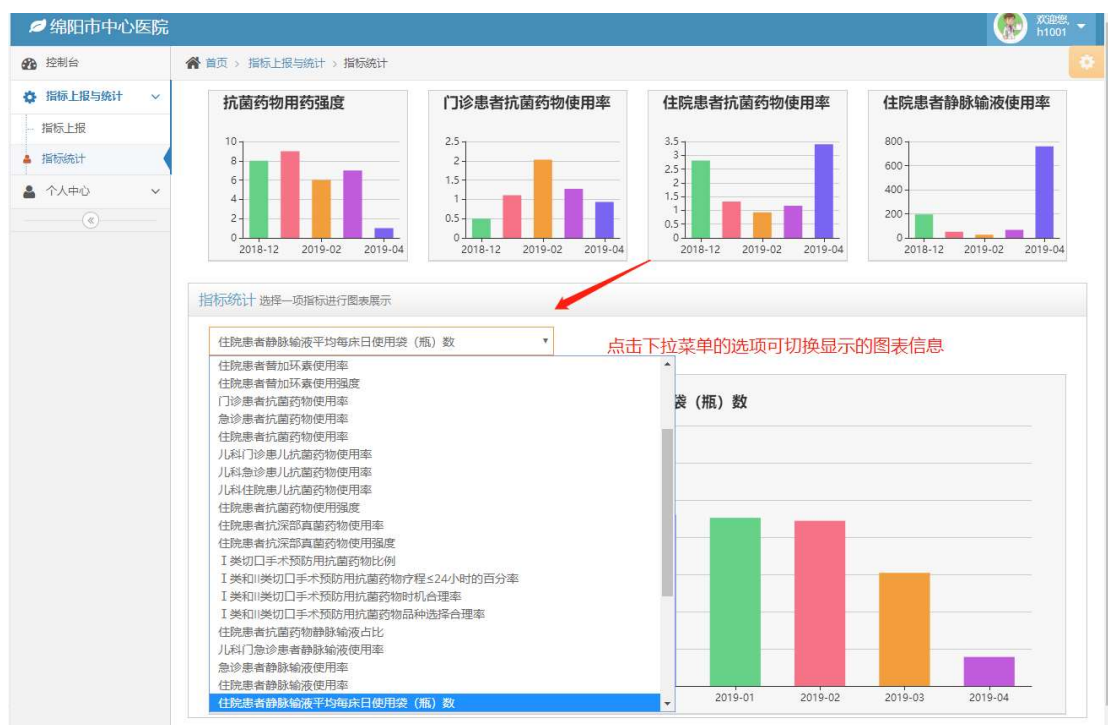 绵阳市中心医院
欢迎您,
h1001
控制台
首页 > 指标上报与统计 > 指标统计
指标上报与统计
指标上报
指标统计
个人中心
抗菌药物用药强度
10
8
6
4
2
0
2018-12 2019-02 2019-04
门诊患者抗菌药物使用率
2.5
2
1.5
1
0.5
0
2018-12 2019-02 2019-04
住院患者抗菌药物使用率
3.5
3
2.5
2
1.5
1
0.5
0
2018-12 2019-02 2019-04
住院患者静脉输液使用率
800
600
400
200
0
2018-12 2019-02 2019-04
指标统计 选择一项指标进行图表展示
住院患者静脉输液平均每床日使用袋（瓶）数
点击下拉菜单的选项可切换显示的图表信息
住院患者替加环素使用率
住院患者替加环素使用强度
门诊患者抗菌药物使用率
急诊患者抗菌药物使用率
住院患者抗菌药物使用率
儿科门诊患儿抗菌药物使用率
儿科急诊患儿抗菌药物使用率
儿科住院患儿抗菌药物使用率
住院患者抗菌药物使用强度
住院患者抗深部真菌药物使用率
住院患者抗深部真菌药物使用强度
Ⅰ类切口手术预防用抗菌药物比例
Ⅰ类和II类切口手术预防用抗菌药物疗程≤24小时的百分率
Ⅰ类和II类切口手术预防用抗菌药物时机合理率
Ⅰ类和II类切口手术预防用抗菌药物品种选择合理率
住院患者抗菌药物静脉输液占比
儿科门急诊患者静脉输液使用率
急诊患者静脉输液使用率
住院患者静脉输液使用率
住院患者静脉输液平均每床日使用袋（瓶）数
袋（瓶）数
2019-01 2019-02 2019-03 2019-04